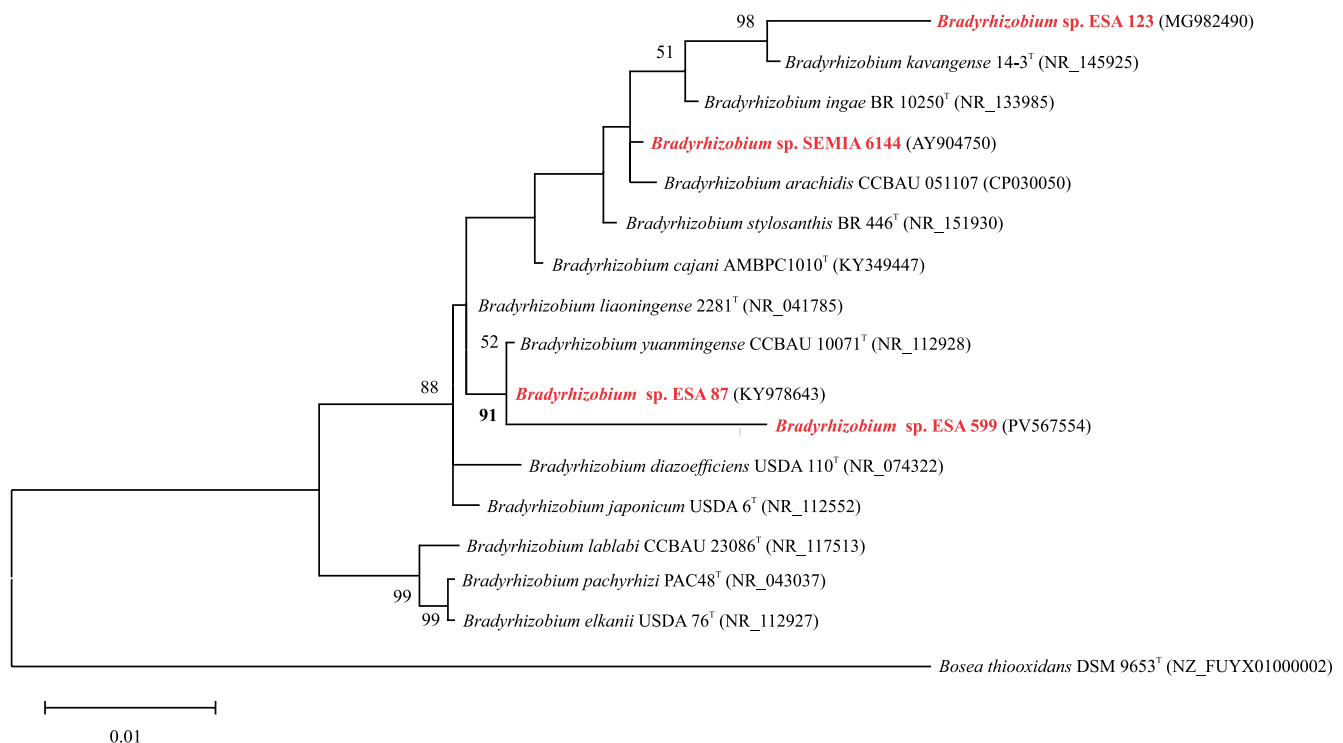 98
Bradyrhizobium sp. ESA 123 (MG982490)
51
Bradyrhizobium kavangense 14-3ᵀ (NR_145925)
Bradyrhizobium ingae BR 10250ᵀ (NR_133985)
Bradyrhizobium sp. SEMIA 6144 (AY904750)
Bradyrhizobium arachidis CCBAU 051107 (CP030050)
Bradyrhizobium stylosanthis BR 446ᵀ (NR_151930)
Bradyrhizobium cajani AMBPC1010ᵀ (KY349447)
Bradyrhizobium liaoningense 2281ᵀ (NR_041785)
52
Bradyrhizobium yuanmingense CCBAU 10071ᵀ (NR_112928)
88
Bradyrhizobium sp. ESA 87 (KY978643)
91
Bradyrhizobium sp. ESA 599 (PV567554)
Bradyrhizobium diazoefficiens USDA 110ᵀ (NR_074322)
Bradyrhizobium japonicum USDA 6ᵀ (NR_112552)
Bradyrhizobium lablabi CCBAU 23086ᵀ (NR_117513)
Bradyrhizobium pachyrhizi PAC48ᵀ (NR_043037)
99
99
Bradyrhizobium elkanii USDA 76ᵀ (NR_112927)
Bosea thiooxidans DSM 9653ᵀ (NZ_FUYX01000002)
0.01